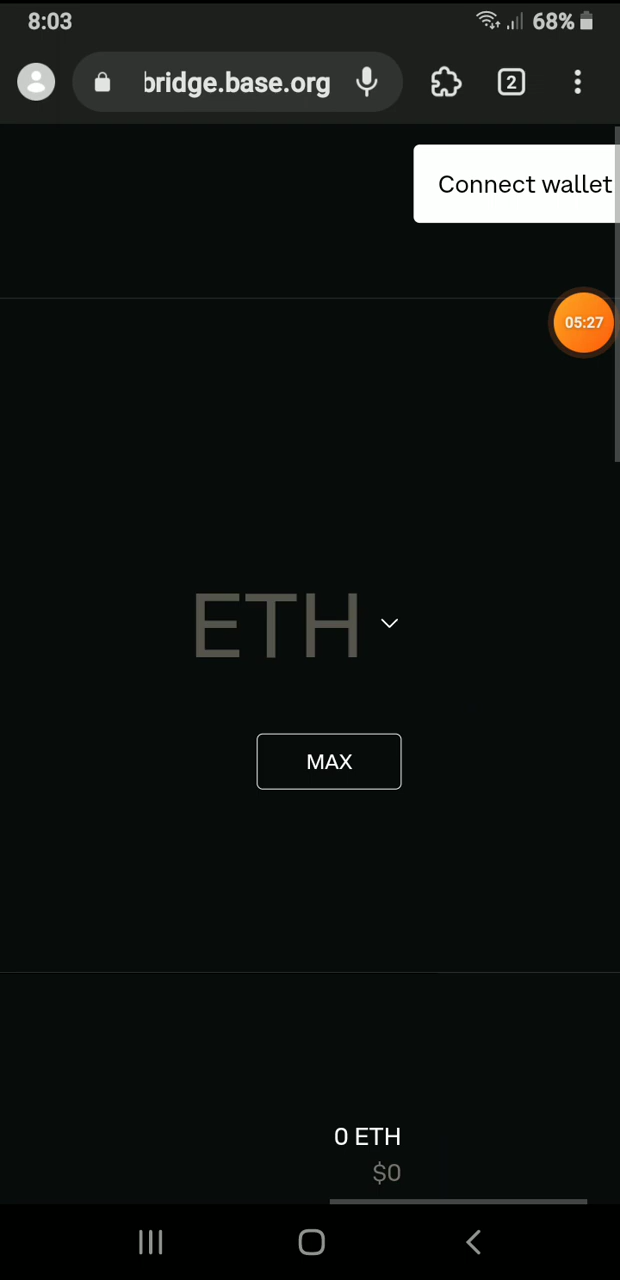 8:03
68%
bridge.base.org
2
Connect wallet
05:27
ETH
MAX
0 ETH
$0